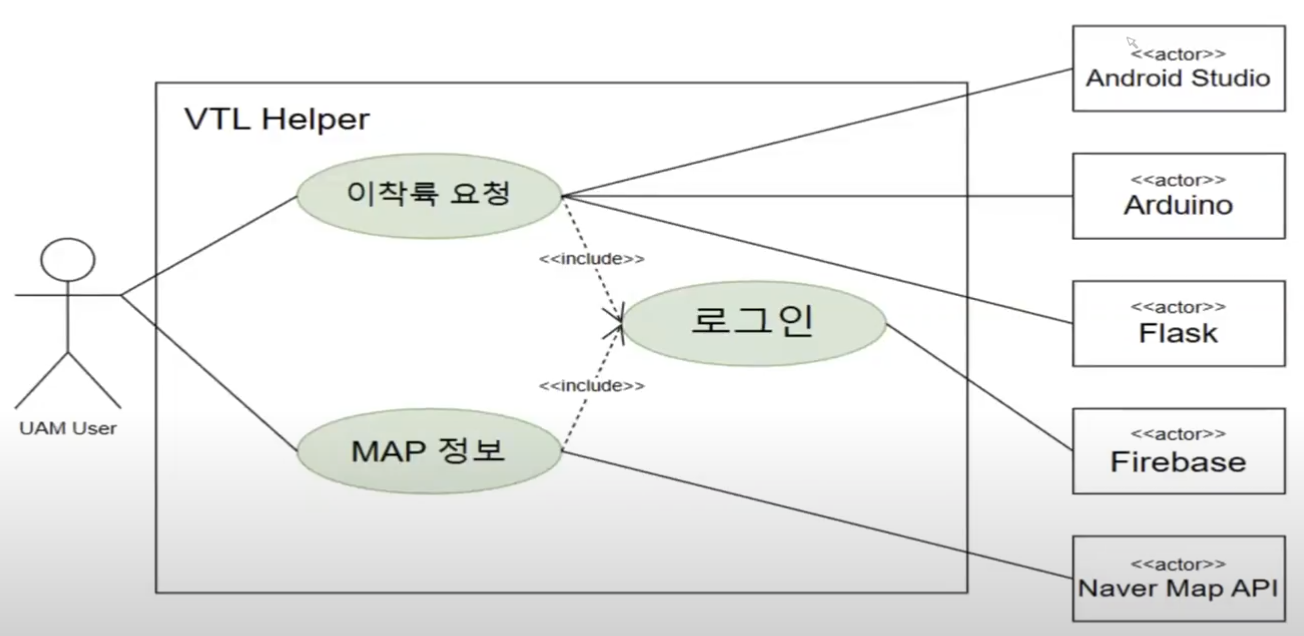 VTL Helper
이착륙 요청
<<include>>
로그인
<<include>>
MAP 정보
UAM User
<<actor>>
Android Studio
<<actor>>
Arduino
<<actor>>
Flask
<<actor>>
Firebase
<<actor>>
Naver Map API